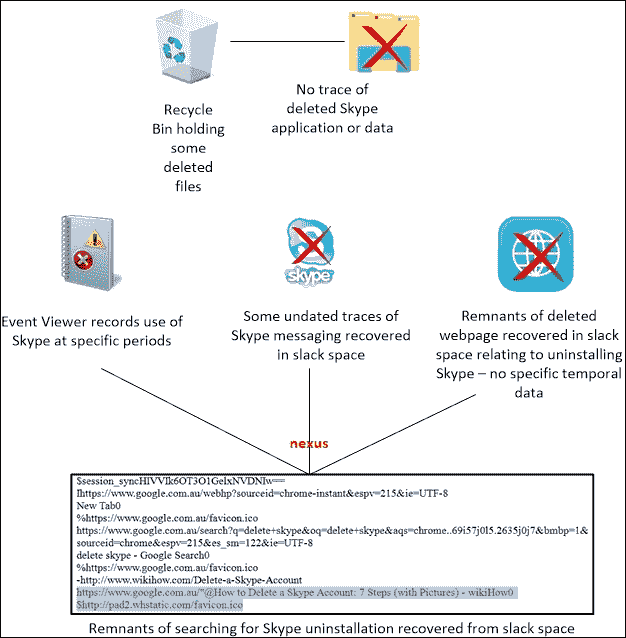 Recycle
Bin holding
some
deleted
files
No trace of
deleted Skype
application or data
Event Viewer records use of
Skype at specific periods
skype
Some undated traces of
Skype messaging recovered
in slack space
Remnants of deleted
webpage recovered in slack
space relating to uninstalling
Skype – no specific temporal
data
nexus
$session_syncHIVVIk6OT3O1GelxNVDNIw==
Ihttps://www.google.com.au/webhp?sourceid=chrome-instant&espv=215&ie=UTF-8
New Tab0
%https://www.google.com.au/favicon.ico
https://www.google.com.au/search?q=delete+skype&oq=delete+skype&aqs=chrome..69i57j0l5.2635j0j7&bmbp=1&
sourceid=chrome&espv=215&es_sm=122&ie=UTF-8
delete skype - Google Search0
%https://www.google.com.au/favicon.ico
-http://www.wikihow.com/Delete-a-Skype-Account
https://www.google.com.au/"@How to Delete a Skype Account: 7 Steps (with Pictures) - wikiHow0
$http://pad2.whstatic.com/favicon.ico
Remnants of searching for Skype uninstallation recovered from slack space